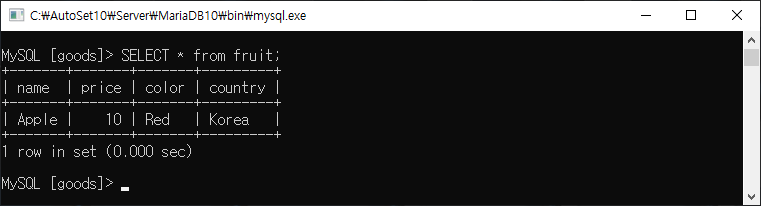 C:￦AutoSet10￦Server￦MariaDB10￦bin￦mysql.exe
MySQL [goods]> SELECT * from fruit;
+-------+-------+-------+---------+
| name  | price | color | country |
+-------+-------+-------+---------+
| Apple |    10 | Red   | Korea   |
+-------+-------+-------+---------+
1 row in set (0.000 sec)
MySQL [goods]>